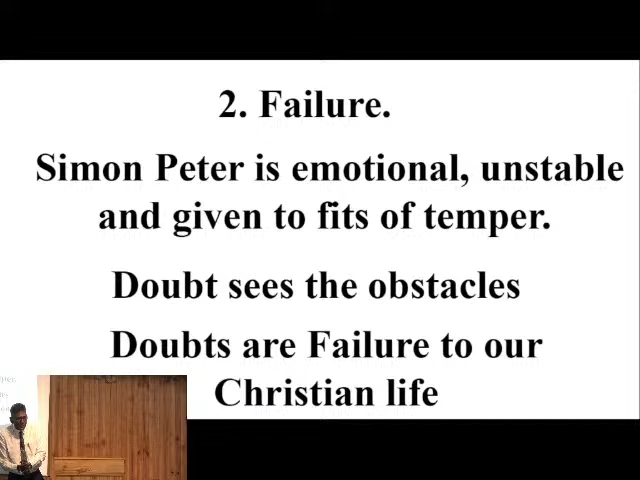 2. Failure.
Simon Peter is emotional, unstable
and given to fits of temper.
Doubt sees the obstacles
Doubts are Failure to our
Christian life